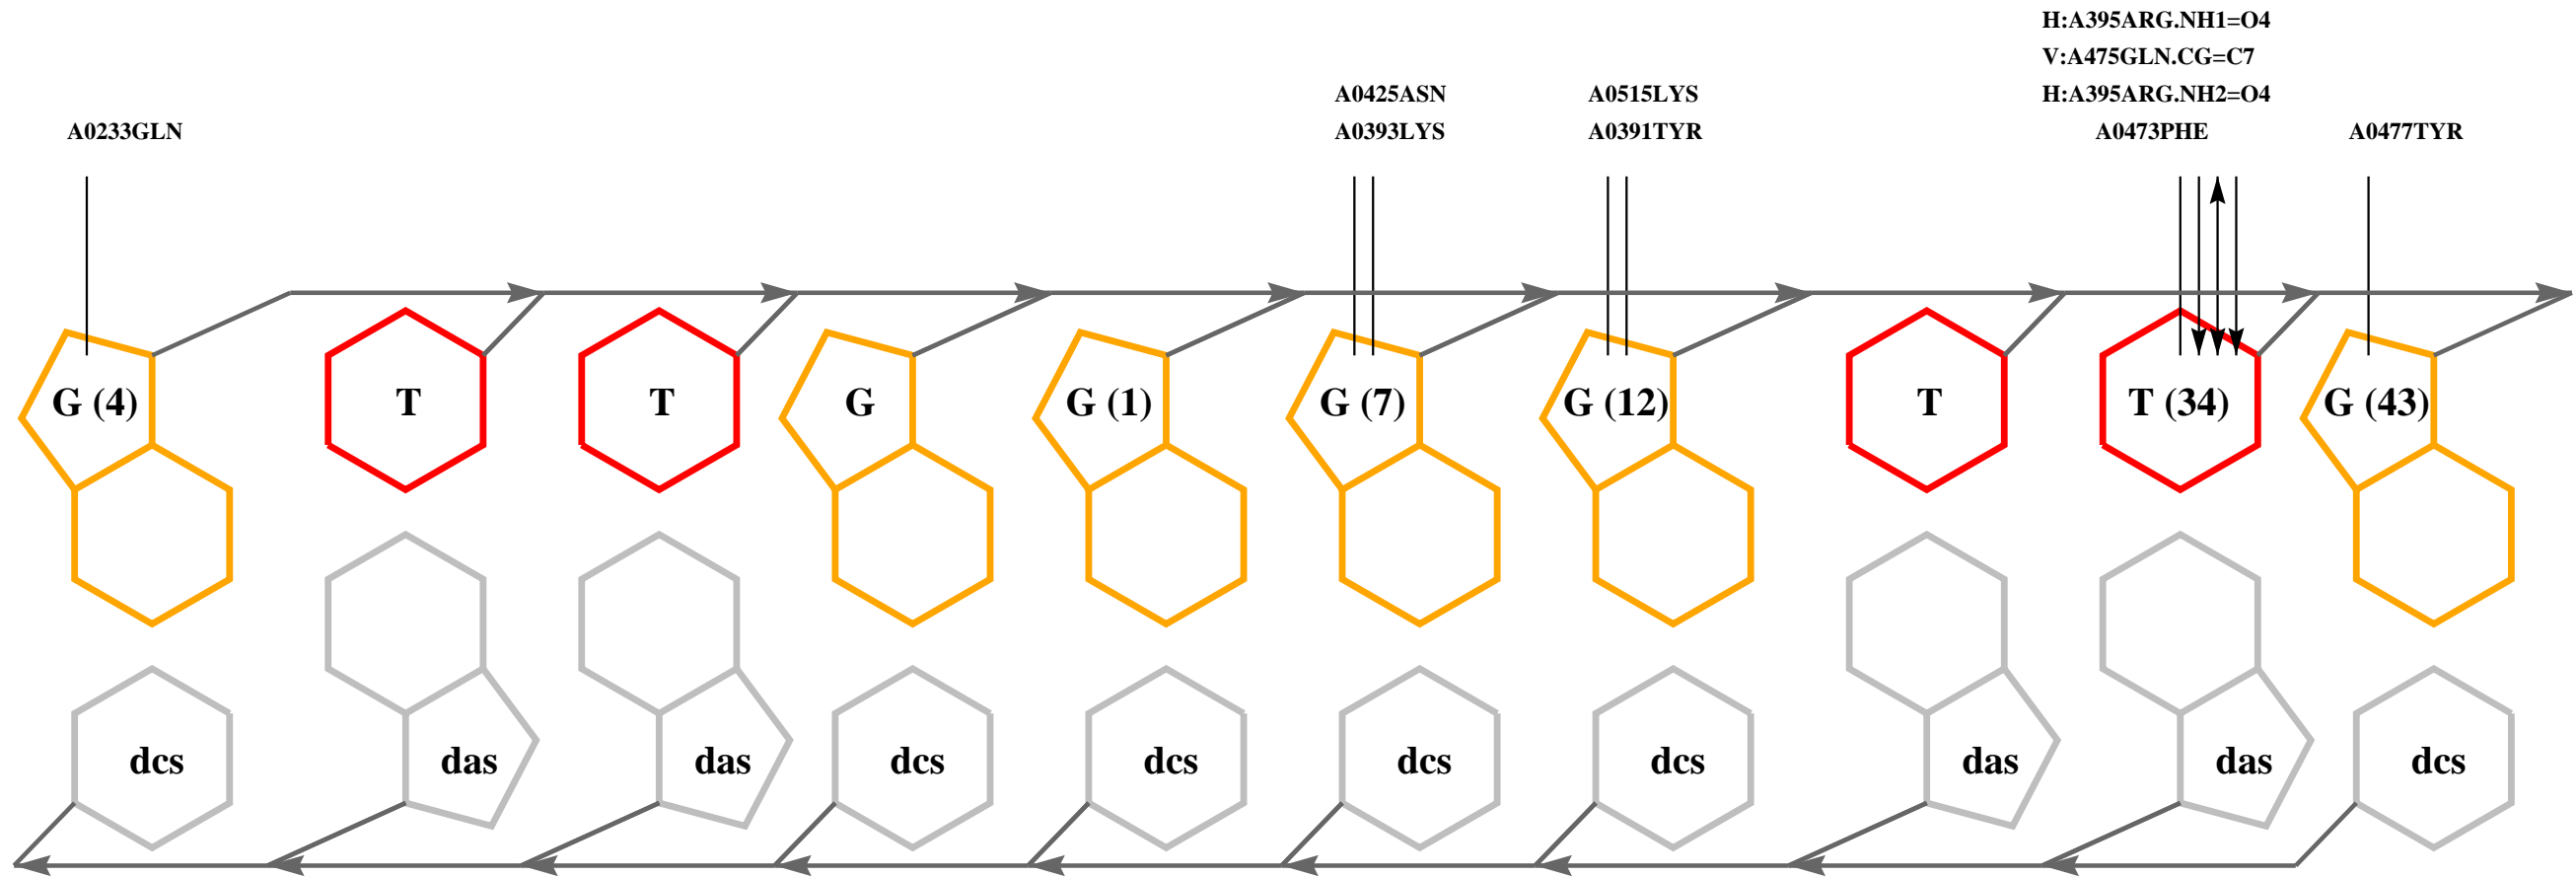 H:A395ARG.NH1=O4
V:A475GLN.CG=C7
A0425ASN A0515LYS H:A395ARG.NH2=O4
A0233GLN A0393LYS A0391TYR A0473PHE A0477TYR
G (4) T T G G (1) G (7) G (12) T T (34) G (43)
dcs das das dcs dcs dcs dcs das das dcs